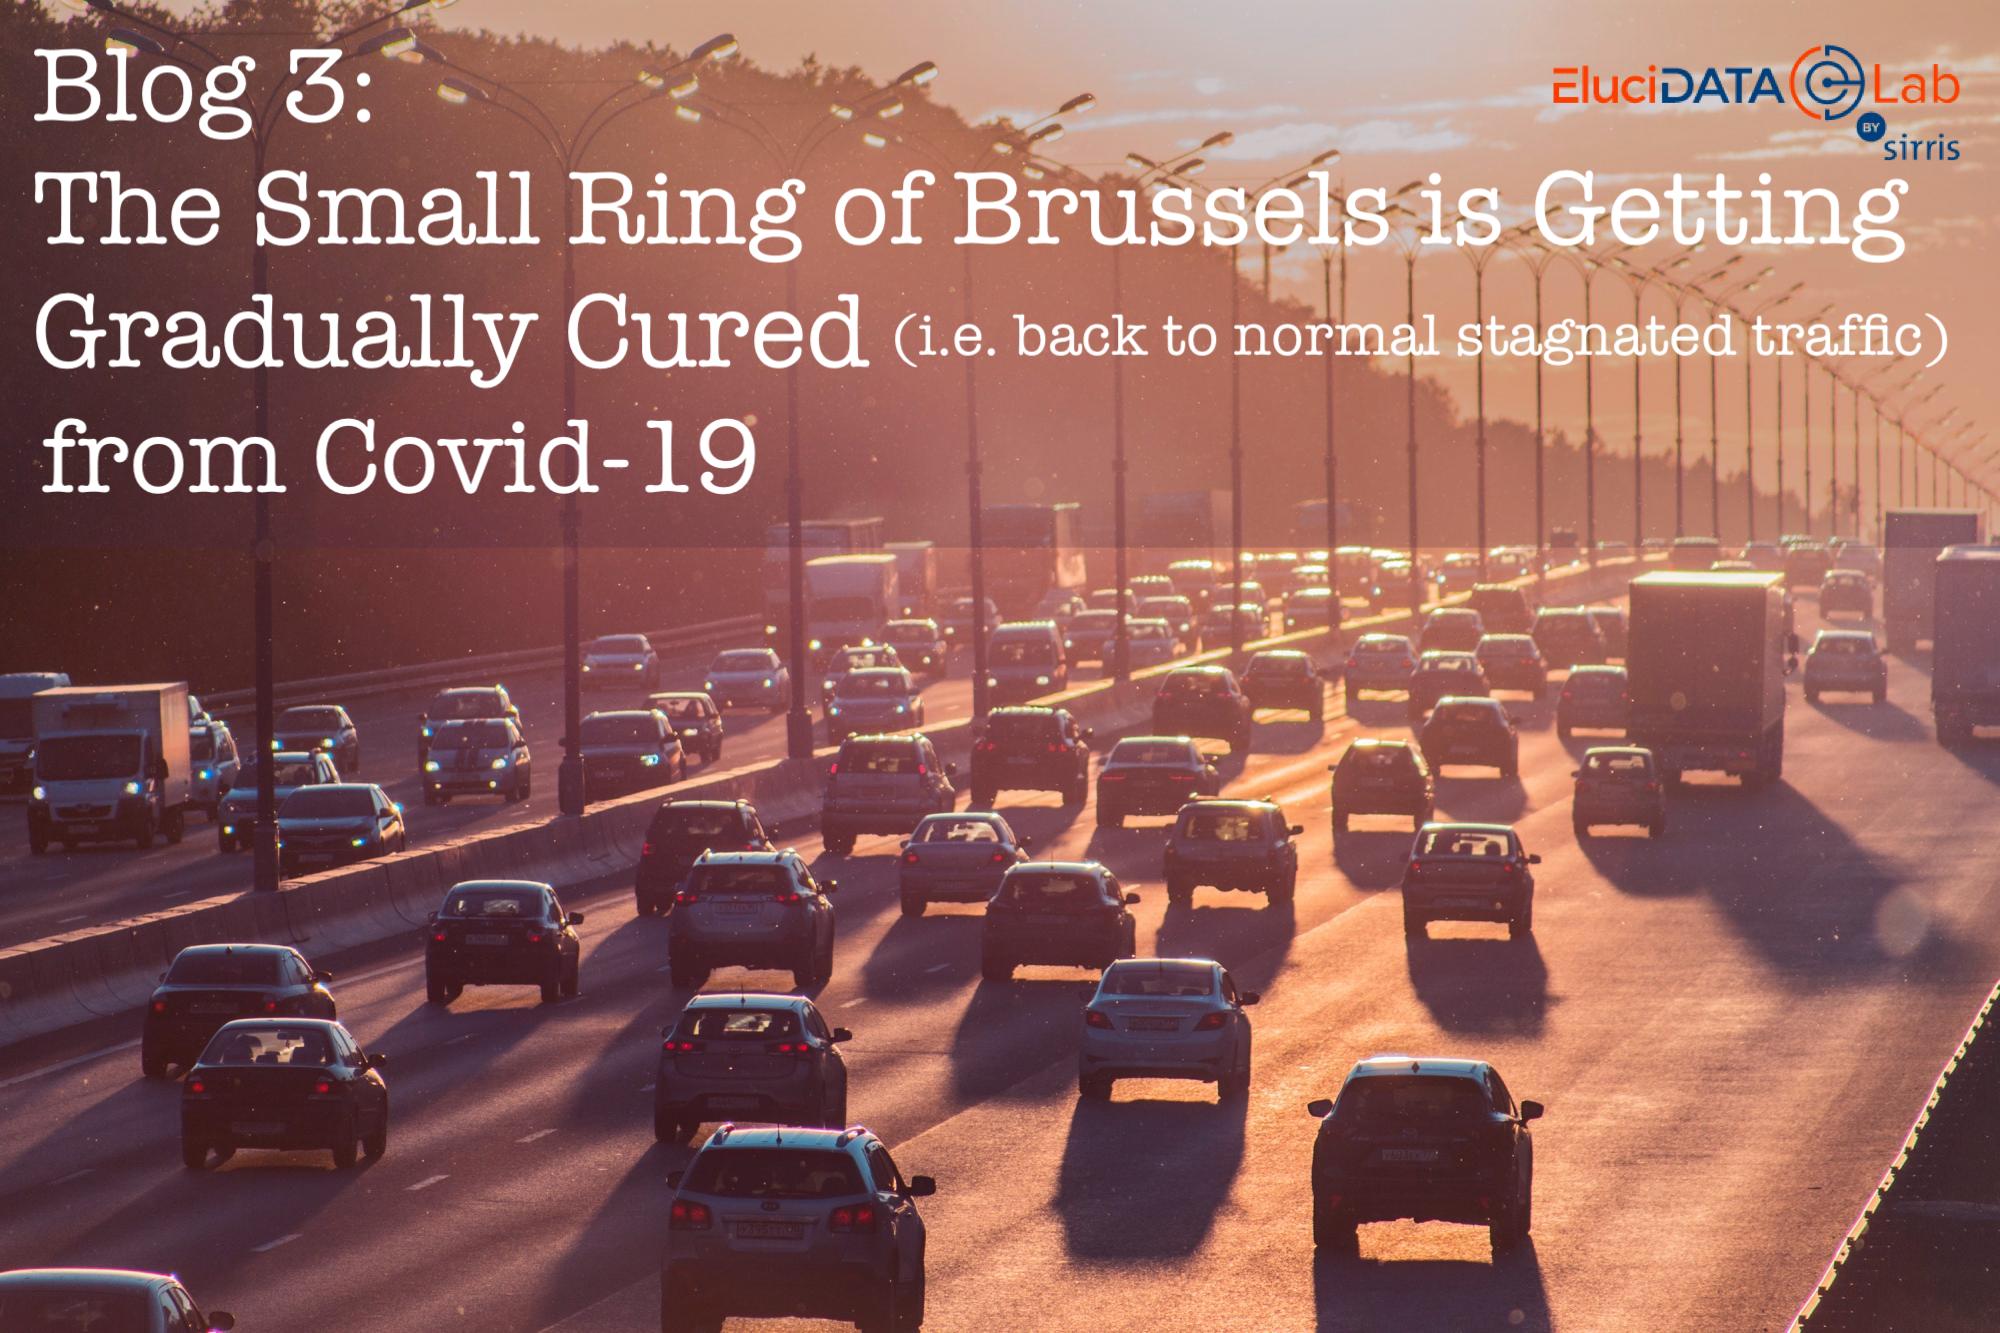 Blog 3:
EluciDATA Lab
BY
sirris
The Small Ring of Brussels is Getting
Gradually Cured (i.e. back to normal stagnated traffic)
from Covid-19